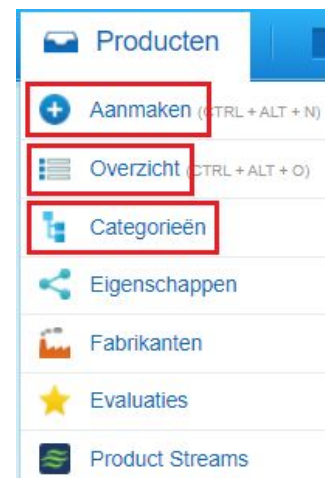 Producten
Aanmaken (CTRL + ALT + N)
Overzicht (CTRL + ALT + O)
Categorieën
Eigenschappen
Fabrikanten
Evaluaties
Product Streams